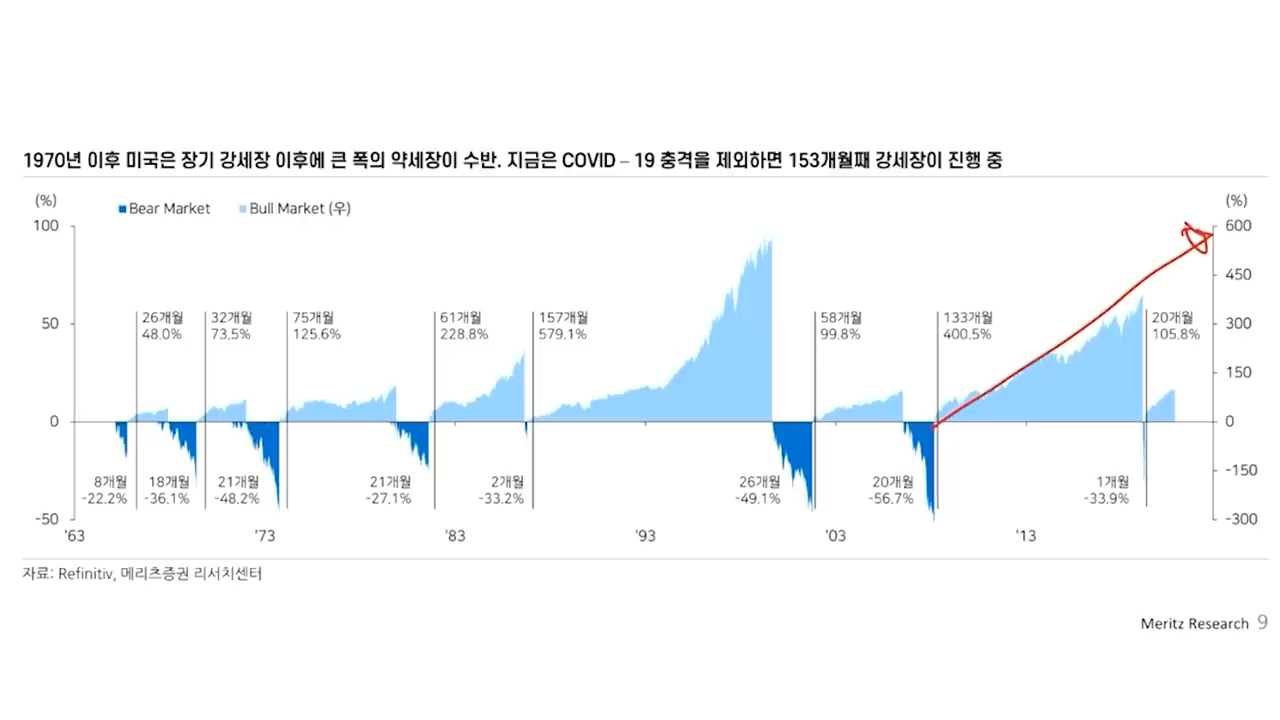 1970년 이후 미국은 장기 강세장 이후에 큰 폭의 약세장이 수반. 지금은 COVID – 19 충격을 제외하면 153개월째 강세장이 진행 중
(%)
(%)
Bear Market
Bull Market (우)
100
50
0
-50
600
450
300
150
0
-150
-300
26개월
48.0%
32개월
73.5%
75개월
125.6%
61개월
228.8%
157개월
579.1%
58개월
99.8%
133개월
400.5%
20개월
105.8%
8개월
-22.2%
18개월
-36.1%
21개월
-48.2%
21개월
-27.1%
2개월
-33.2%
26개월
-49.1%
20개월
-56.7%
1개월
-33.9%
'63
'73
'83
'93
'03
'13
자료: Refinitiv, 메리츠증권 리서치센터
Meritz Research 9